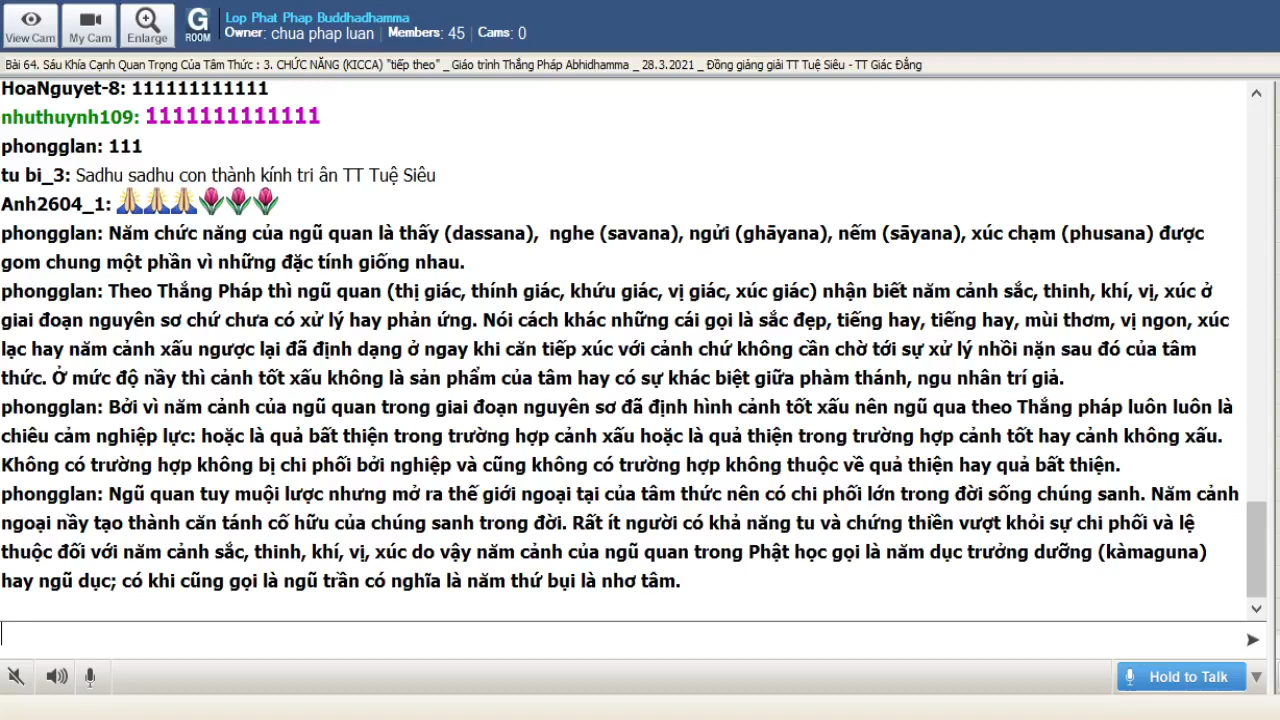 View Cam
My Cam
Enlarge
G
ROOM
Lop Phat Phap Buddhadhamma
Owner: chua phap luan | Members: 45 | Cams: 0
Bài 64. Sáu Khía Cạnh Quan Trọng Của Tâm Thức : 3. CHỨC NĂNG (KICCA) "tiếp theo" _ Giáo trình Thắng Pháp Abhidhamma _ 28.3.2021 _ Đồng giảng giải TT Tuệ Siêu - TT Giác Đẳng
HoaNguyet-8: 111111111111
nhuthuynh109: 1111111111111
phongglan: 111
tu bi_3: Sadhu sadhu con thành kính tri ân TT Tuệ Siêu
Anh2604_1: 🙏🙏🙏🌷🌷🌷
phongglan: Năm chức năng của ngũ quan là thấy (dassana),  nghe (savana), ngửi (ghāyana), nếm (sāyana), xúc chạm (phusana) được
gom chung một phần vì những đặc tính giống nhau.
phongglan: Theo Thắng Pháp thì ngũ quan (thị giác, thính giác, khứu giác, vị giác, xúc giác) nhận biết năm cảnh sắc, thinh, khí, vị, xúc ở
giai đoạn nguyên sơ chứ chưa có xử lý hay phản ứng. Nói cách khác những cái gọi là sắc đẹp, tiếng hay, tiếng hay, mùi thơm, vị ngon, xúc
lạc hay năm cảnh xấu ngược lại đã định dạng ở ngay khi căn tiếp xúc với cảnh chứ không cần chờ tới sự xử lý nhồi nặn sau đó của tâm
thức. Ở mức độ nầy thì cảnh tốt xấu không là sản phẩm của tâm hay có sự khác biệt giữa phàm thánh, ngu nhân trí giả.
phongglan: Bởi vì năm cảnh của ngũ quan trong giai đoạn nguyên sơ đã định hình cảnh tốt xấu nên ngũ qua theo Thắng pháp luôn luôn là
chiêu cảm nghiệp lực: hoặc là quả bất thiện trong trường hợp cảnh xấu hoặc là quả thiện trong trường hợp cảnh tốt hay cảnh không xấu.
Không có trường hợp không bị chi phối bởi nghiệp và cũng không có trường hợp không thuộc về quả thiện hay quả bất thiện.
phongglan: Ngũ quan tuy muội lược nhưng mở ra thế giới ngoại tại của tâm thức nên có chi phối lớn trong đời sống chúng sanh. Năm cảnh
ngoại nầy tạo thành căn tánh cố hữu của chúng sanh trong đời. Rất ít người có khả năng tu và chứng thiền vượt khỏi sự chi phối và lệ
thuộc đối với năm cảnh sắc, thinh, khí, vị, xúc do vậy năm cảnh của ngũ quan trong Phật học gọi là năm dục trưởng dưỡng (kàmaguna)
hay ngũ dục; có khi cũng gọi là ngũ trần có nghĩa là năm thứ bụi là nhơ tâm.
Hold to Talk